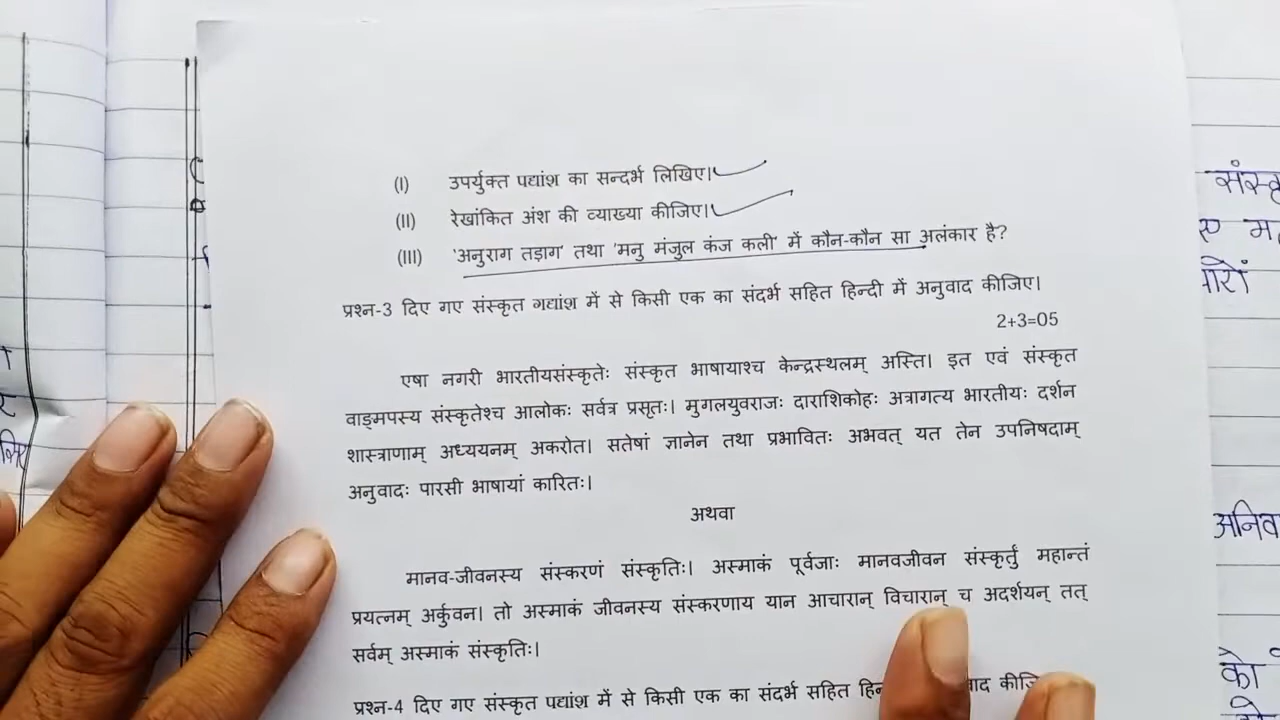 (I) उपर्युक्त पद्यांश का सन्दर्भ लिखिए।
(II) रेखांकित अंश की व्याख्या कीजिए।
(III) 'अनुराग तड़ाग' तथा 'मनु मंजुल कंज कली' में कौन-कौन सा अलंकार है?
प्रश्न-3 दिए गए संस्कृत गद्यांश में से किसी एक का संदर्भ सहित हिन्दी में अनुवाद कीजिए।
2+3=05
एषा नगरी भारतीयसंस्कृतेः संस्कृत भाषायाश्च केन्द्रस्थलम् अस्ति। इत एवं संस्कृत
वाङ्मपस्य संस्कृतेश्च आलोकः सर्वत्र प्रसृतः। मुगलयुवराजः दाराशिकोहः अत्रागत्य भारतीयः दर्शन
शास्त्राणाम् अध्ययनम् अकरोत। सतेषां ज्ञानेन तथा प्रभावितः अभवत् यत तेन उपनिषदाम्
अनुवादः पारसी भाषायां कारितः।
अथवा
मानव-जीवनस्य संस्करणं संस्कृतिः। अस्माकं पूर्वजाः मानवजीवन संस्कृर्तुं महान्तं
प्रयत्नम् अर्कुवन। तो अस्माकं जीवनस्य संस्करणाय यान आचारान् विचारान् च अदर्शयन् तत्
सर्वम् अस्माकं संस्कृतिः।
प्रश्न-4 दिए गए संस्कृत पद्यांश में से किसी एक का संदर्भ सहित